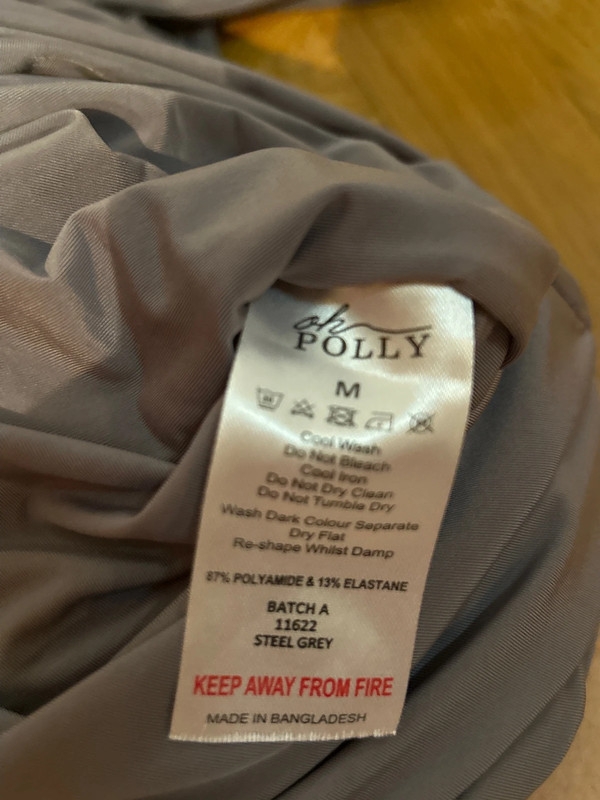 oh
POLLY
M
Cool Wash
Do Not Bleach
Cool Iron
Do Not Dry Clean
Do Not Tumble Dry
Wash Dark Colour Separate
Dry Flat
Re-shape Whilst Damp
87% POLYAMIDE & 13% ELASTANE
BATCH A
11622
STEEL GREY
KEEP AWAY FROM FIRE
MADE IN BANGLADESH